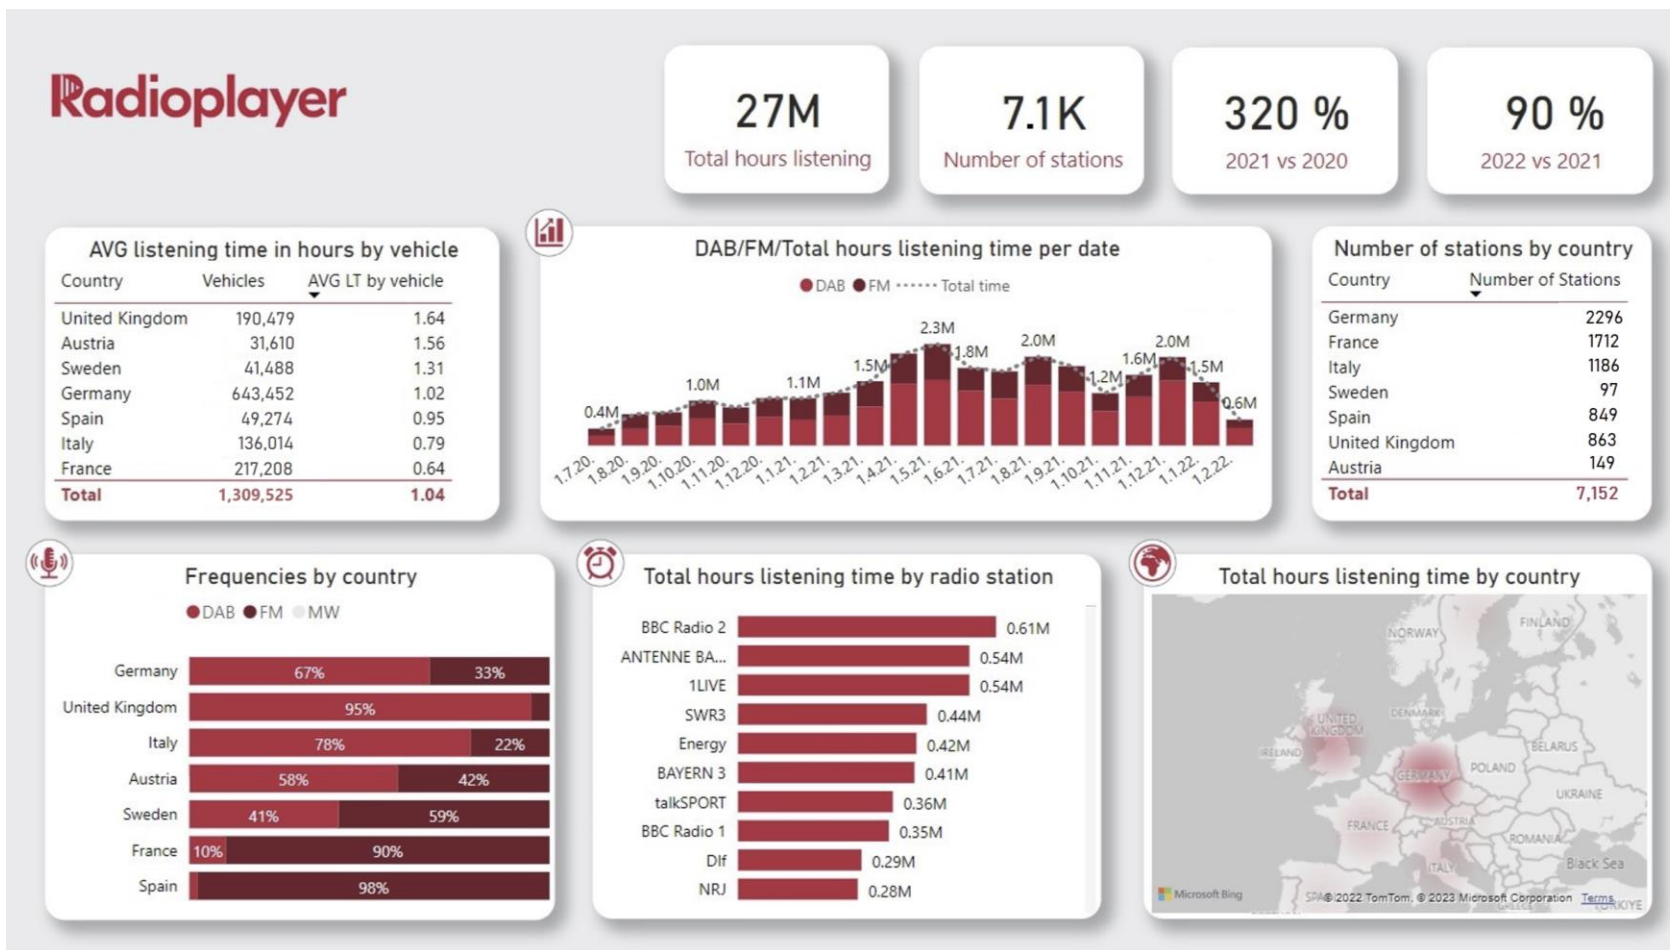 Radioplayer
27M
Total hours listening
7.1K
Number of stations
320 %
2021 vs 2020
90 %
2022 vs 2021
AVG listening time in hours by vehicle
Country Vehicles AVG LT by vehicle
United Kingdom 190,479 1.64
Austria 31,610 1.56
Sweden 41,488 1.31
Germany 643,452 1.02
Spain 49,274 0.95
Italy 136,014 0.79
France 217,208 0.64
Total 1,309,525 1.04
DAB/FM/Total hours listening time per date
DAB FM Total time
0.4M 1.0M 1.1M 1.5M 2.3M 1.8M 2.0M 1.2M 1.6M 2.0M 1.5M 0.6M
1.7.20. 1.8.20. 1.9.20. 1.10.20. 1.11.20. 1.12.20. 1.1.21. 1.2.21. 1.3.21. 1.4.21. 1.5.21. 1.6.21. 1.7.21. 1.8.21. 1.9.21. 1.10.21. 1.11.21. 1.12.21. 1.1.22. 1.2.22.
Number of stations by country
Country Number of Stations
Germany 2296
France 1712
Italy 1186
Sweden 97
Spain 849
United Kingdom 863
Austria 149
Total 7,152
Frequencies by country
DAB FM MW
Germany 67% 33%
United Kingdom 95%
Italy 78% 22%
Austria 58% 42%
Sweden 41% 59%
France 10% 90%
Spain 98%
Total hours listening time by radio station
BBC Radio 2 0.61M
ANTENNE BA... 0.54M
1LIVE 0.54M
SWR3 0.44M
Energy 0.42M
BAYERN 3 0.41M
talkSPORT 0.36M
BBC Radio 1 0.35M
Dlf 0.29M
NRJ 0.28M
Total hours listening time by country
NORWAY
FINLAND
UNITED
KINGDOM
DENMARK
IRELAND
BELARUS
GERMANY
POLAND
UKRAINE
FRANCE
AUSTRIA
ROMANIA
ITALY
Black Sea
Microsoft Bing
© 2022 TomTom, © 2023 Microsoft Corporation Terms